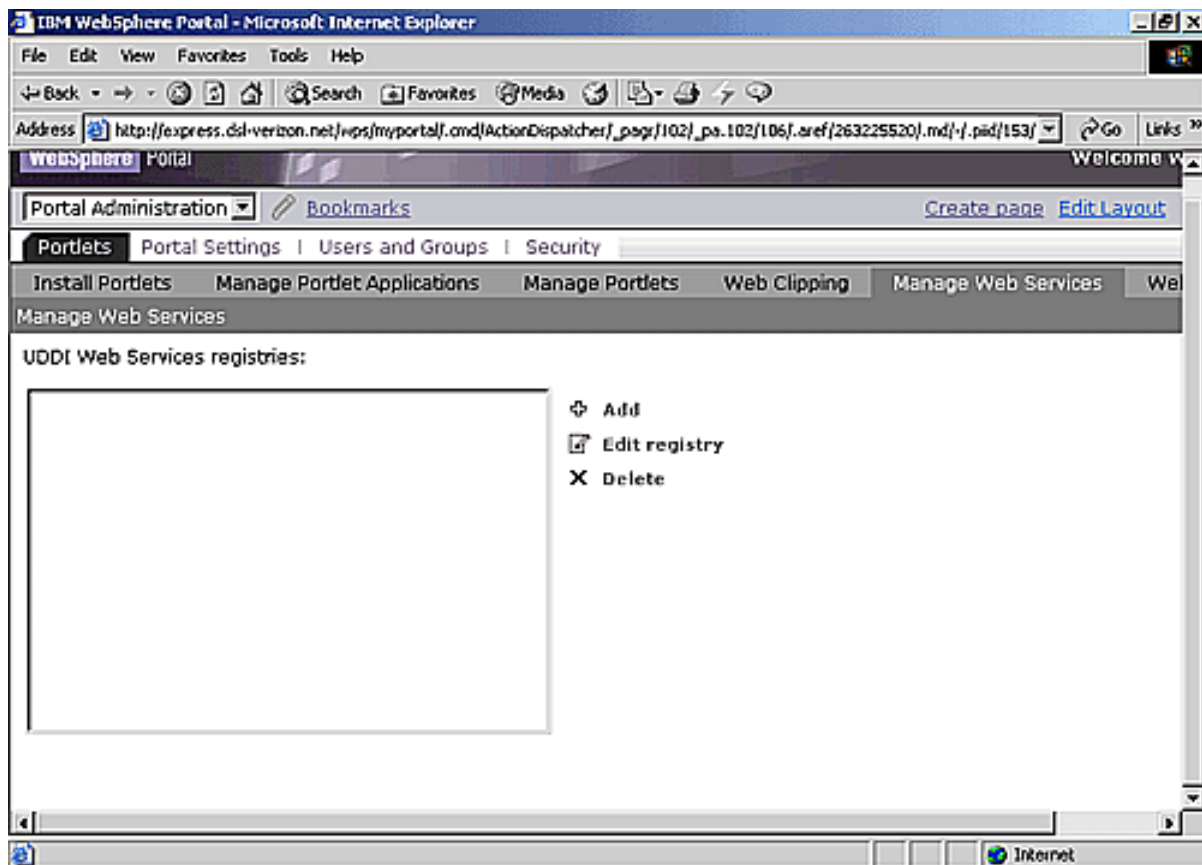 IBM WebSphere Portal - Microsoft Internet Explorer
File Edit View Favorites Tools Help
Back Search Favorites Media
Address http://express.dsl-verizon.net/wps/myportal/.cmd/ActionDispatcher/_pagr/102/_pa.102/106/.aref/263225520/.md/-/.piid/153/ Go Links »
WebSphere Portal Welcome w
Portal Administration Bookmarks Create page Edit Layout
Portlets Portal Settings | Users and Groups | Security
Install Portlets Manage Portlet Applications Manage Portlets Web Clipping Manage Web Services Wel
Manage Web Services
UDDI Web Services registries:
Add
Edit registry
Delete
Internet